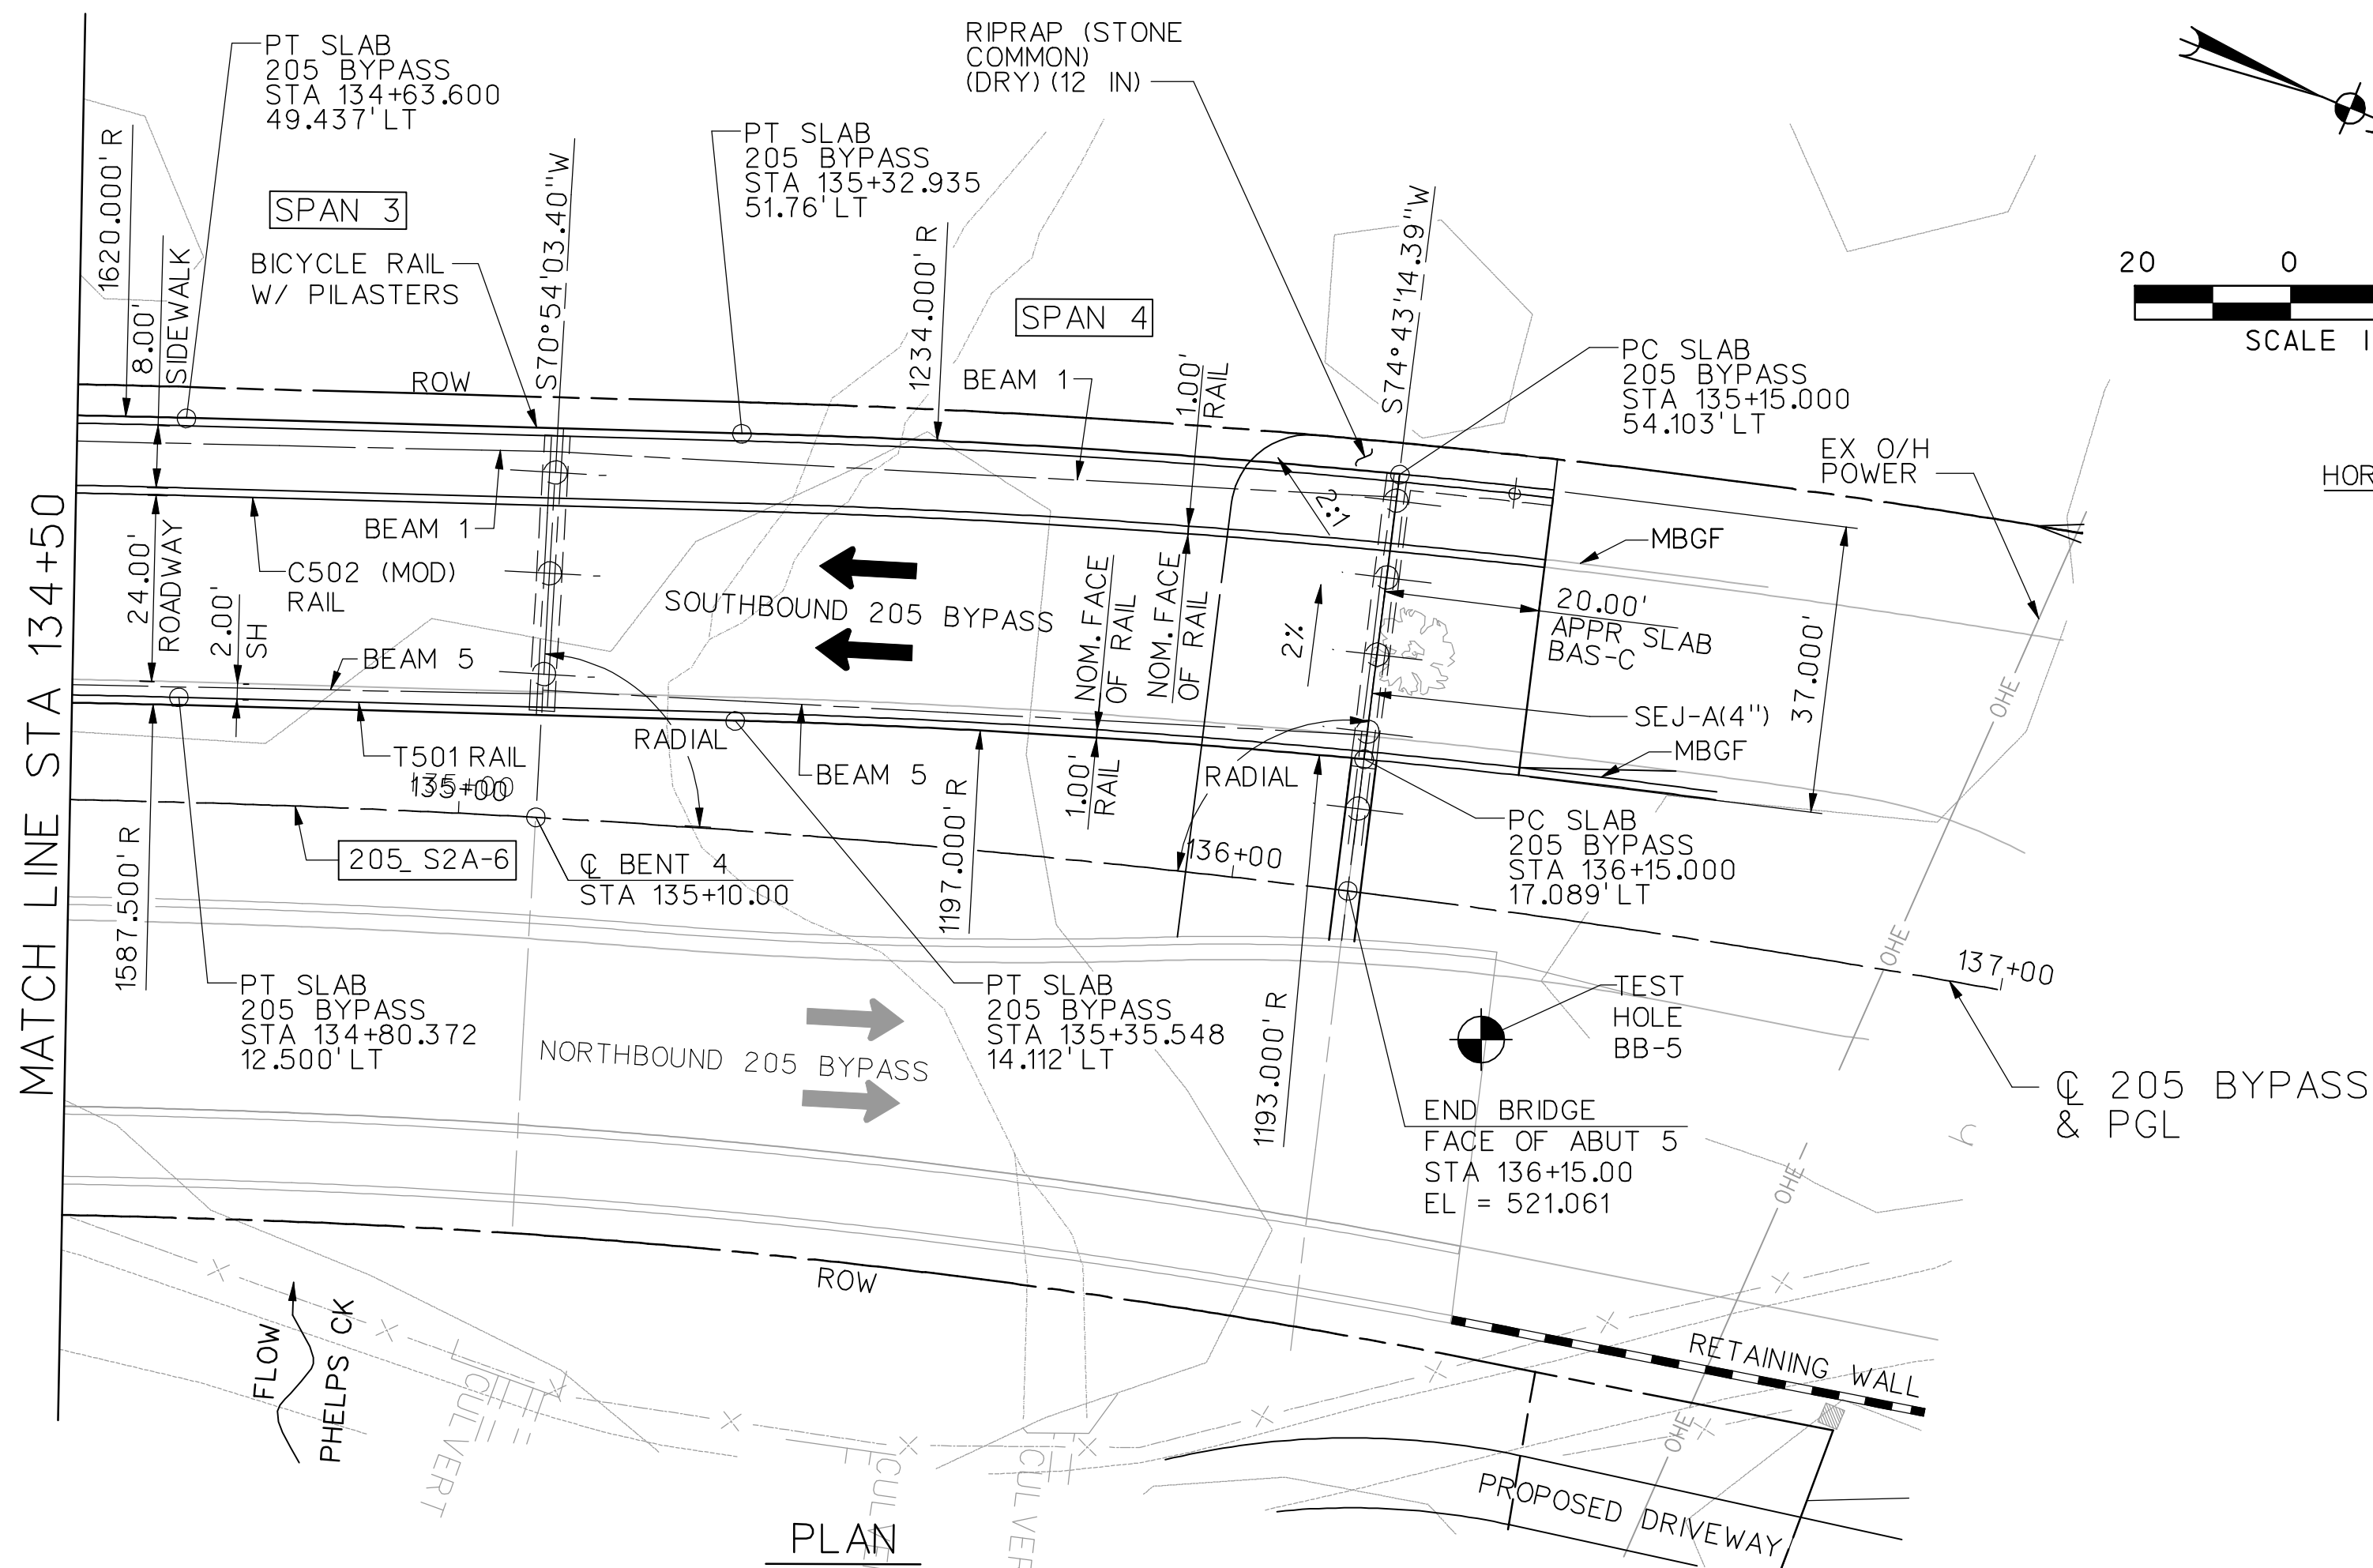 PT SLAB
205 BYPASS
STA 134+63.600
49.437' LT
RIPRAP (STONE
COMMON)
(DRY) (12 IN)
PT SLAB
205 BYPASS
STA 135+32.935
51.76' LT
1620.000' R
8.00'
SIDEWALK
SPAN 3
BICYCLE RAIL
W/ PILASTERS
S70°54'03.40"W
1234.000' R
SPAN 4
BEAM 1
1.00'
RAIL
S74°43'14.39"W
20 0
SCALE 1
PC SLAB
205 BYPASS
STA 135+15.000
54.103' LT
EX O/H
POWER
HOR
ROW
MATCH LINE STA 134+50
24.00'
ROADWAY
BEAM 1
C502 (MOD)
RAIL
2.00'
SH
BEAM 5
SOUTHBOUND 205 BYPASS
NOM. FACE
OF RAIL
NOM. FACE
OF RAIL
2:1
2%
MBGF
20.00'
APPR SLAB
BAS-C
37.000'
OHE
SEJ-A(4")
MBGF
T501 RAIL
135+00
135+00
RADIAL
BEAM 5
1.00'
RAIL
RADIAL
205_S2A-6
℄ BENT 4
STA 135+10.00
1587.500' R
1197.000' R
136+00
PC SLAB
205 BYPASS
STA 136+15.000
17.089' LT
OHE
137+00
PT SLAB
205 BYPASS
STA 134+80.372
12.500' LT
PT SLAB
205 BYPASS
STA 135+35.548
14.112' LT
NORTHBOUND 205 BYPASS
1193.000' R
TEST
HOLE
BB-5
℄ 205 BYPASS
& PGL
END BRIDGE
FACE OF ABUT 5
STA 136+15.00
EL = 521.061
OHE
ROW
FLOW
PHELPS CK
CULVERT
RETAINING WALL
OHE
PROPOSED DRIVEWAY
PLAN